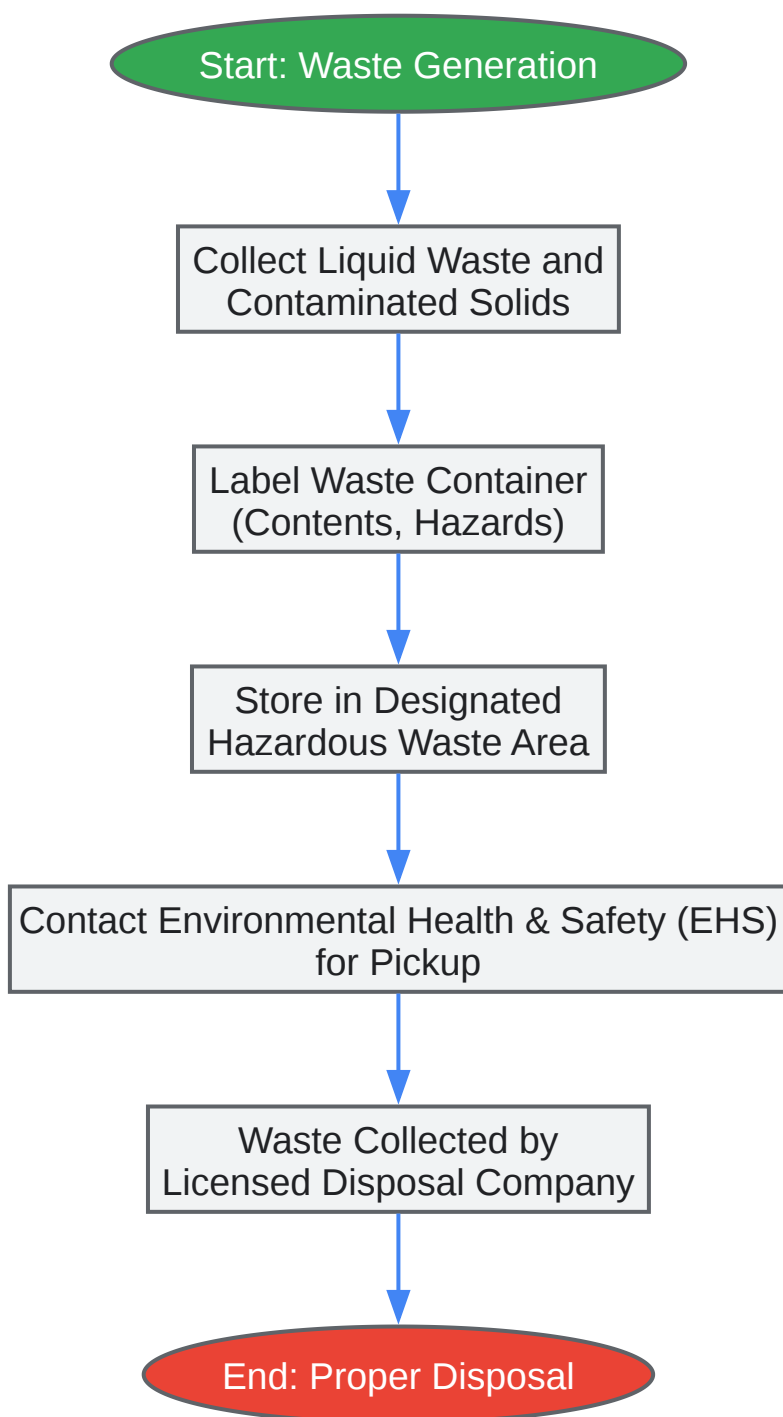 Start: Waste Generation
Collect Liquid Waste and
Contaminated Solids
Label Waste Container
(Contents, Hazards)
Store in Designated
Hazardous Waste Area
Contact Environmental Health & Safety (EHS)
for Pickup
Waste Collected by
Licensed Disposal Company
End: Proper Disposal